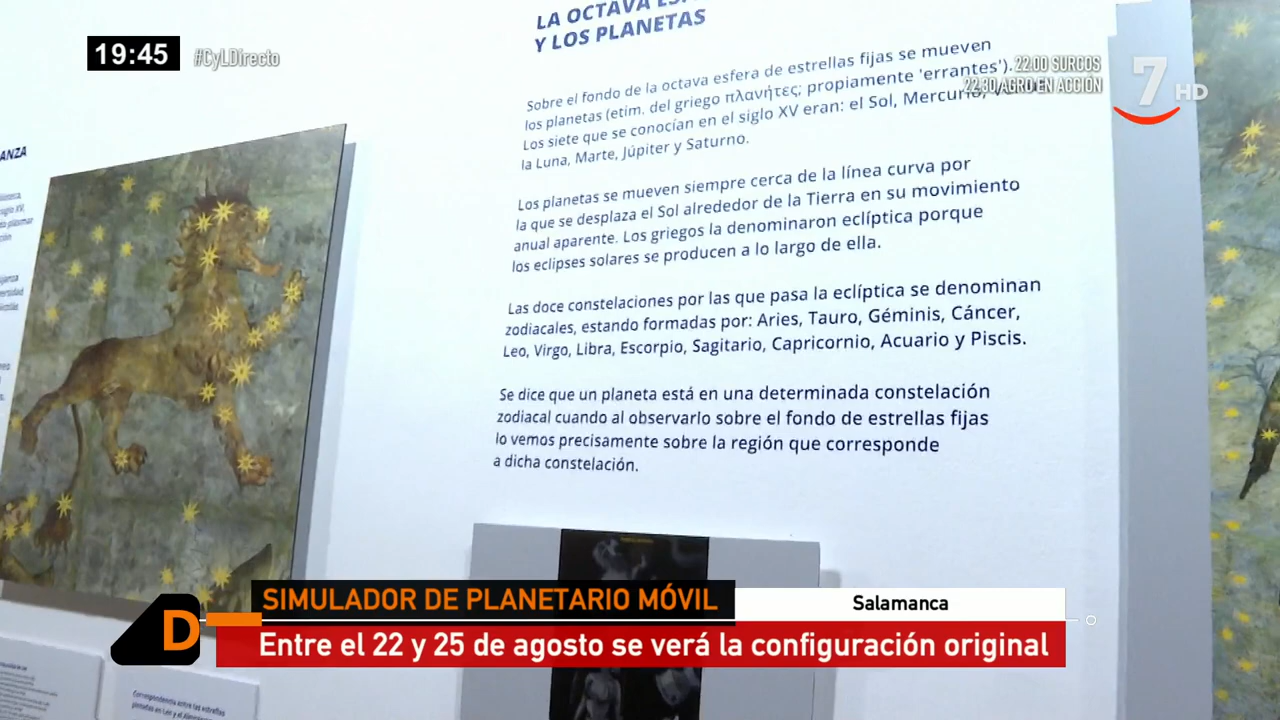 19:45
#CyLDirecto
22:00 SURCOS
22:30 AGRO EN ACCIÓN
7 HD
LA OCTAVA
Y LOS PLANETAS
Sobre el fondo de la octava esfera de estrellas fijas se mueven
los planetas (etim. del griego πλανήτες; propiamente 'errantes').
Los siete que se conocían en el siglo XV eran: el Sol, Mercurio,
la Luna, Marte, Júpiter y Saturno.
Los planetas se mueven siempre cerca de la línea curva por
la que se desplaza el Sol alrededor de la Tierra en su movimiento
anual aparente. Los griegos la denominaron eclíptica porque
los eclipses solares se producen a lo largo de ella.
Las doce constelaciones por las que pasa la eclíptica se denominan
zodiacales, estando formadas por: Aries, Tauro, Géminis, Cáncer,
Leo, Virgo, Libra, Escorpio, Sagitario, Capricornio, Acuario y Piscis.
Se dice que un planeta está en una determinada constelación
zodiacal cuando al observarlo sobre el fondo de estrellas fijas
lo vemos precisamente sobre la región que corresponde
a dicha constelación.
Correspondencia entre las estrellas
D
SIMULADOR DE PLANETARIO MÓVIL
Salamanca
Entre el 22 y 25 de agosto se verá la configuración original